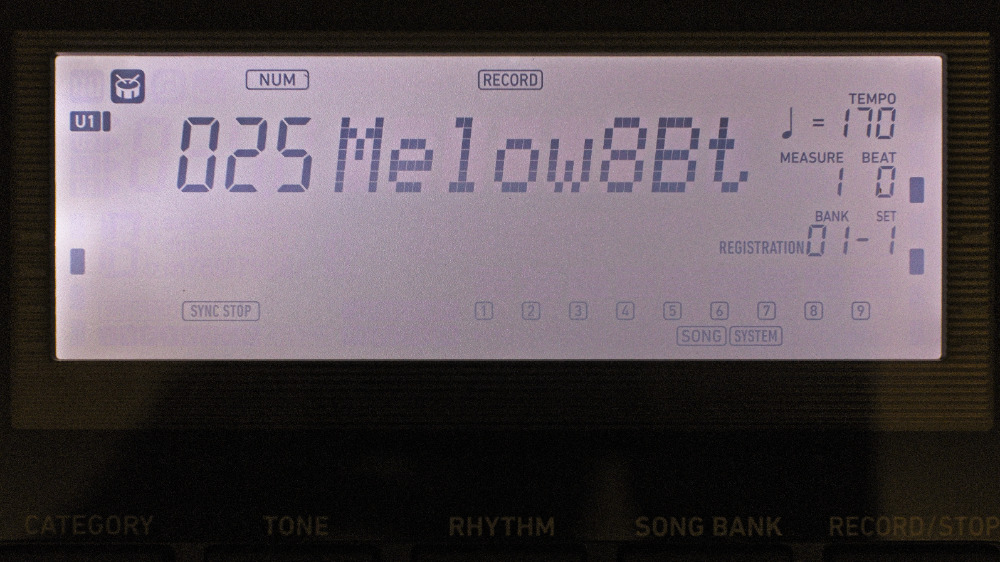 NUM RECORD
TEMPO
U1 025 Mellow8Bt ♩ = 170
MEASURE BEAT
1 0
BANK SET
REGISTRATION 01-1
SYNC STOP 1 2 3 4 5 6 7 8 9
SONG SYSTEM
CATEGORY TONE RHYTHM SONG BANK RECORD/STOP